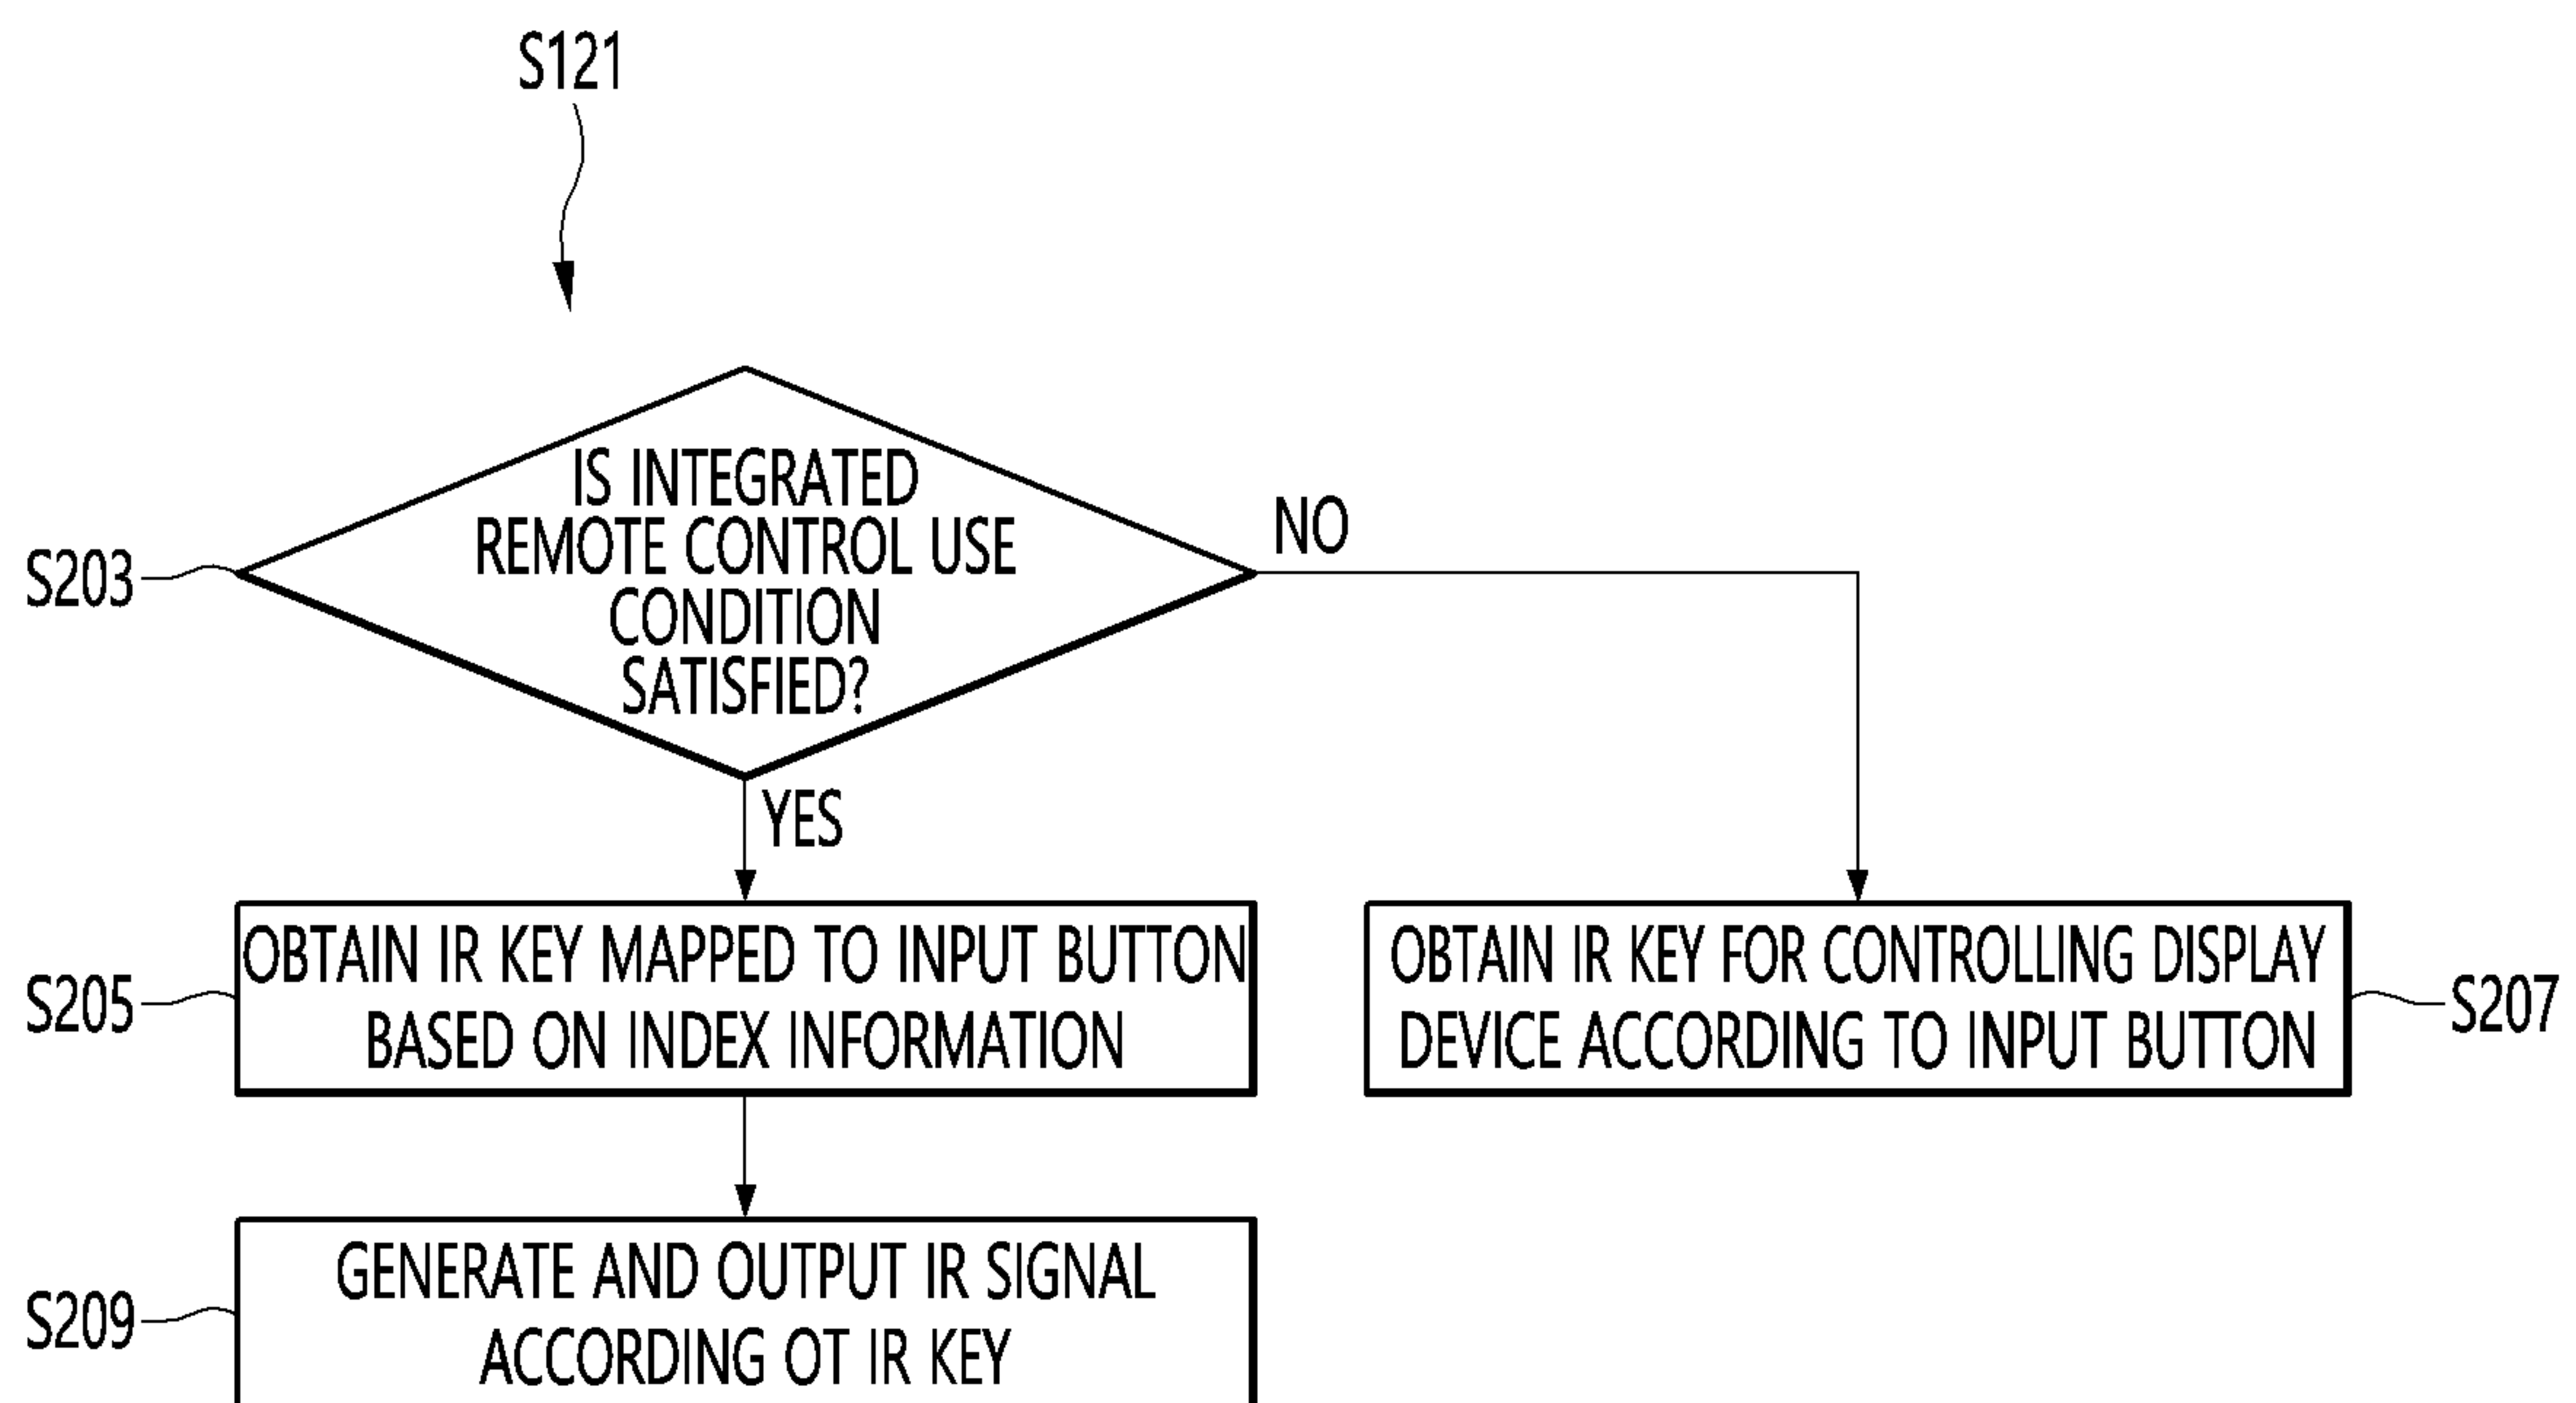 S121
IS INTEGRATED
REMOTE CONTROL USE
CONDITION
SATISFIED?
NO
S203
YES
OBTAIN IR KEY MAPPED TO INPUT BUTTON
BASED ON INDEX INFORMATION
S205
OBTAIN IR KEY FOR CONTROLLING DISPLAY
DEVICE ACCORDING TO INPUT BUTTON
S207
GENERATE AND OUTPUT IR SIGNAL
ACCORDING OT IR KEY
S209